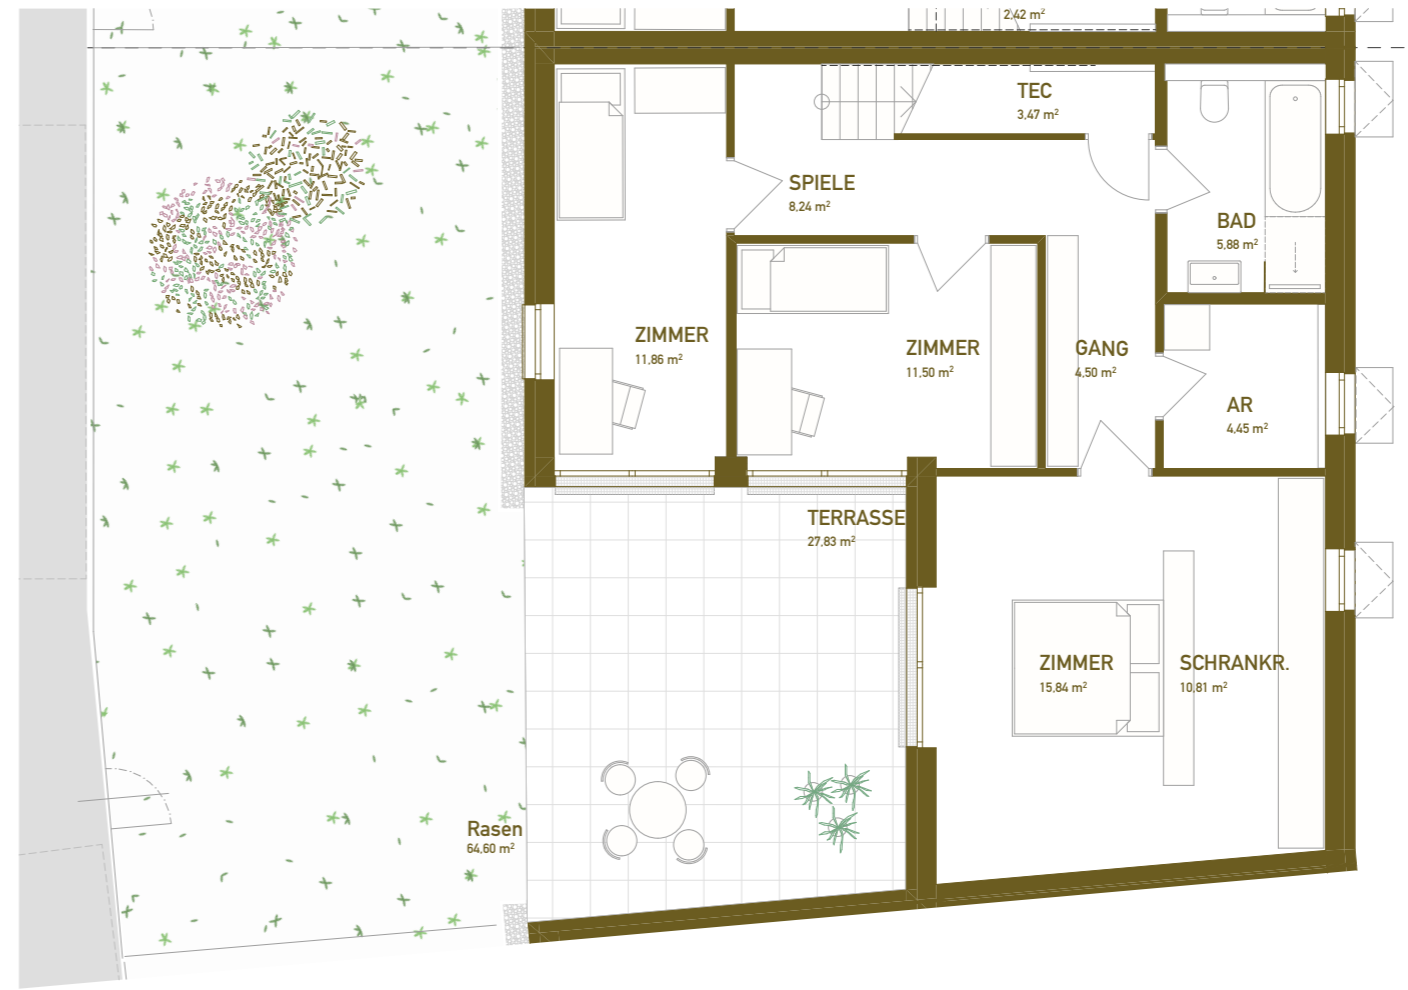 2,42 m²
TEC
3,47 m²
SPIELE
8,24 m²
BAD
5,88 m²
ZIMMER
11,86 m²
ZIMMER
11,50 m²
GANG
4,50 m²
AR
4,45 m²
TERRASSE
27,83 m²
ZIMMER
15,84 m²
SCHRANKR.
10,81 m²
Rasen
64,60 m²